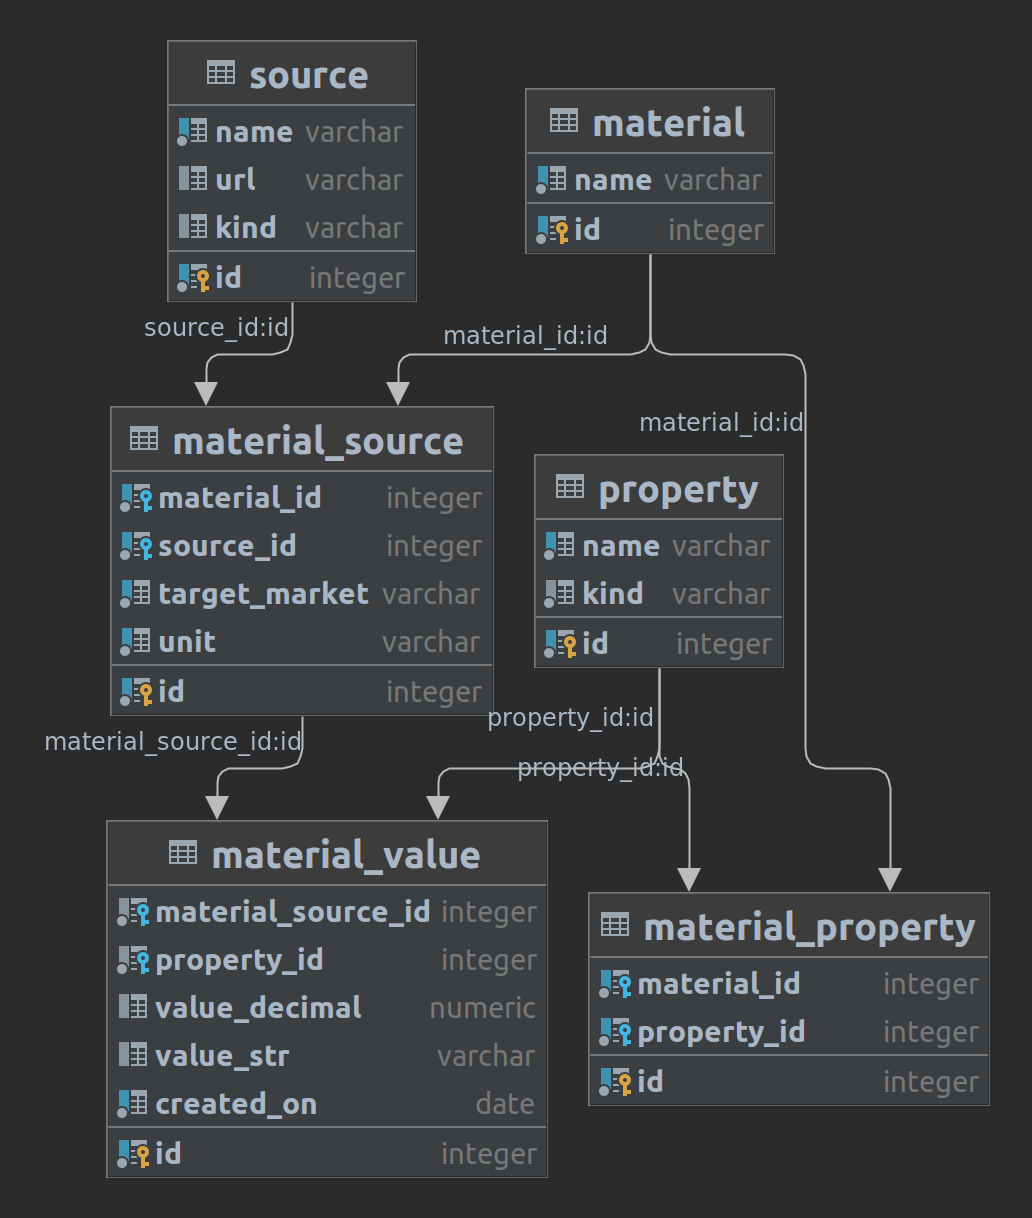 source
name varchar
url varchar
kind varchar
id integer
material
name varchar
id integer
source_id:id
material_id:id
material_id:id
material_source
material_id integer
source_id integer
target_market varchar
unit varchar
id integer
property
name varchar
kind varchar
id integer
material_source_id:id
property_id:id
property_id:id
material_value
material_source_id integer
property_id integer
value_decimal numeric
value_str varchar
created_on date
id integer
material_property
material_id integer
property_id integer
id integer